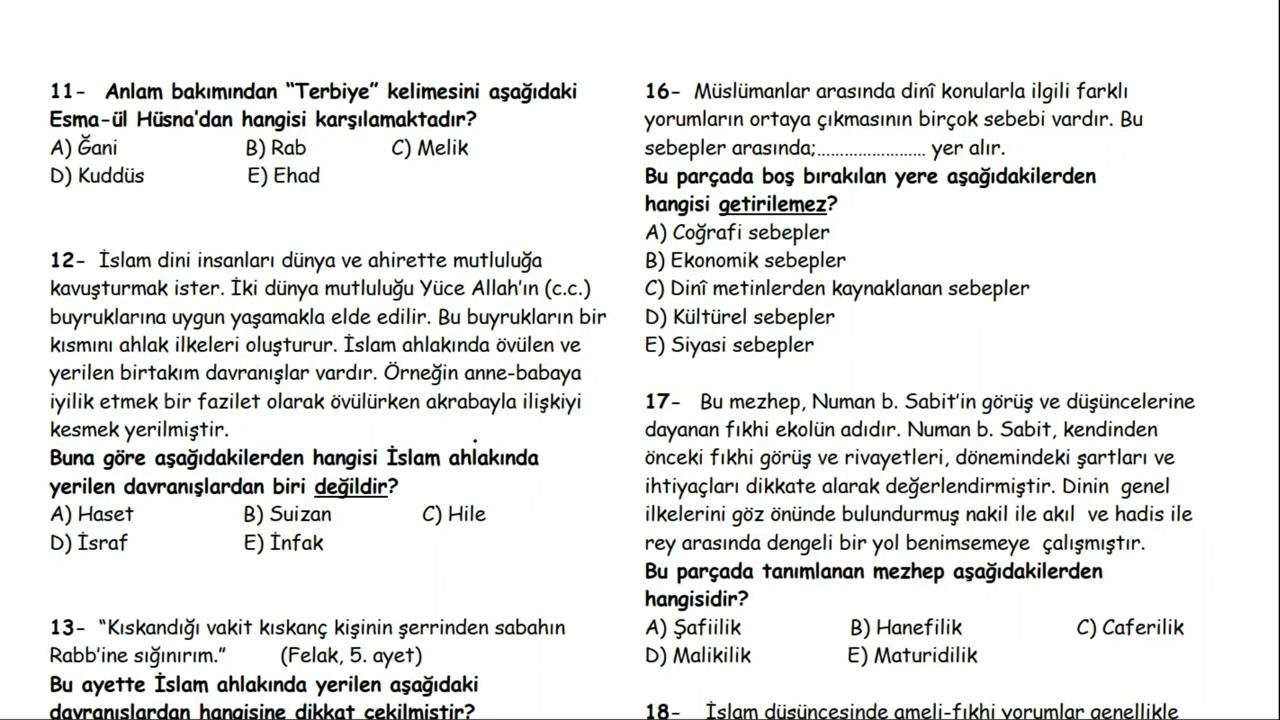 11- Anlam bakımından “Terbiye” kelimesini aşağıdaki
Esma-ül Hüsna’dan hangisi karşılamaktadır?
A) Ğani B) Rab C) Melik
D) Kuddüs E) Ehad
12- İslam dini insanları dünya ve ahirette mutluluğa
kavuşturmak ister. İki dünya mutluluğu Yüce Allah’ın (c.c.)
buyruklarına uygun yaşamakla elde edilir. Bu buyrukların bir
kısmını ahlak ilkeleri oluşturur. İslam ahlakında övülen ve
yerilen birtakım davranışlar vardır. Örneğin anne-babaya
iyilik etmek bir fazilet olarak övülürken akrabayla ilişkiyi
kesmek yerilmiştir.
Buna göre aşağıdakilerden hangisi İslam ahlakında
yerilen davranışlardan biri değildir?
A) Haset B) Suizan C) Hile
D) İsraf E) İnfak
13- “Kıskandığı vakit kıskanç kişinin şerrinden sabahın
Rabb’ine sığınırım.” (Felak, 5. ayet)
Bu ayette İslam ahlakında yerilen aşağıdaki
davranışlardan hangisine dikkat çekilmiştir?
16- Müslümanlar arasında dinî konularla ilgili farklı
yorumların ortaya çıkmasının birçok sebebi vardır. Bu
sebepler arasında;…………………… yer alır.
Bu parçada boş bırakılan yere aşağıdakilerden
hangisi getirilemez?
A) Coğrafi sebepler
B) Ekonomik sebepler
C) Dinî metinlerden kaynaklanan sebepler
D) Kültürel sebepler
E) Siyasi sebepler
17- Bu mezhep, Numan b. Sabit’in görüş ve düşüncelerine
dayanan fıkhi ekolün adıdır. Numan b. Sabit, kendinden
önceki fıkhi görüş ve rivayetleri, dönemindeki şartları ve
ihtiyaçları dikkate alarak değerlendirmiştir. Dinin genel
ilkelerini göz önünde bulundurmuş nakil ile akıl ve hadis ile
rey arasında dengeli bir yol benimsemeye çalışmıştır.
Bu parçada tanımlanan mezhep aşağıdakilerden
hangisidir?
A) Şafiilik B) Hanefilik C) Caferilik
D) Malikilik E) Maturidilik
18- İslam düşüncesinde ameli-fıkhi yorumlar genellikle